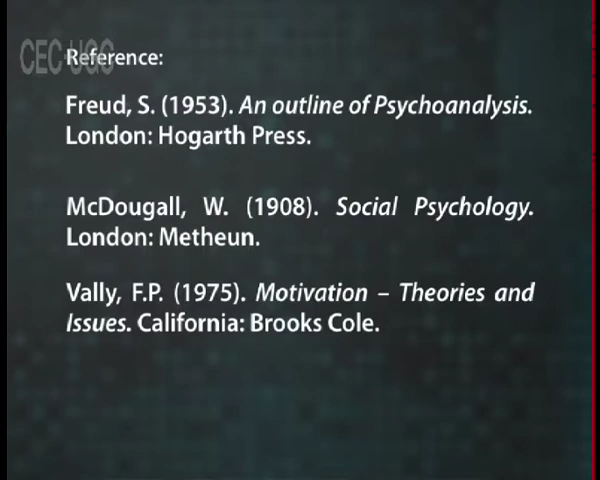 CEC-UGC
Reference:
Freud, S. (1953). An outline of Psychoanalysis.
London: Hogarth Press.
McDougall, W. (1908). Social Psychology.
London: Metheun.
Vally, F.P. (1975). Motivation – Theories and
Issues. California: Brooks Cole.